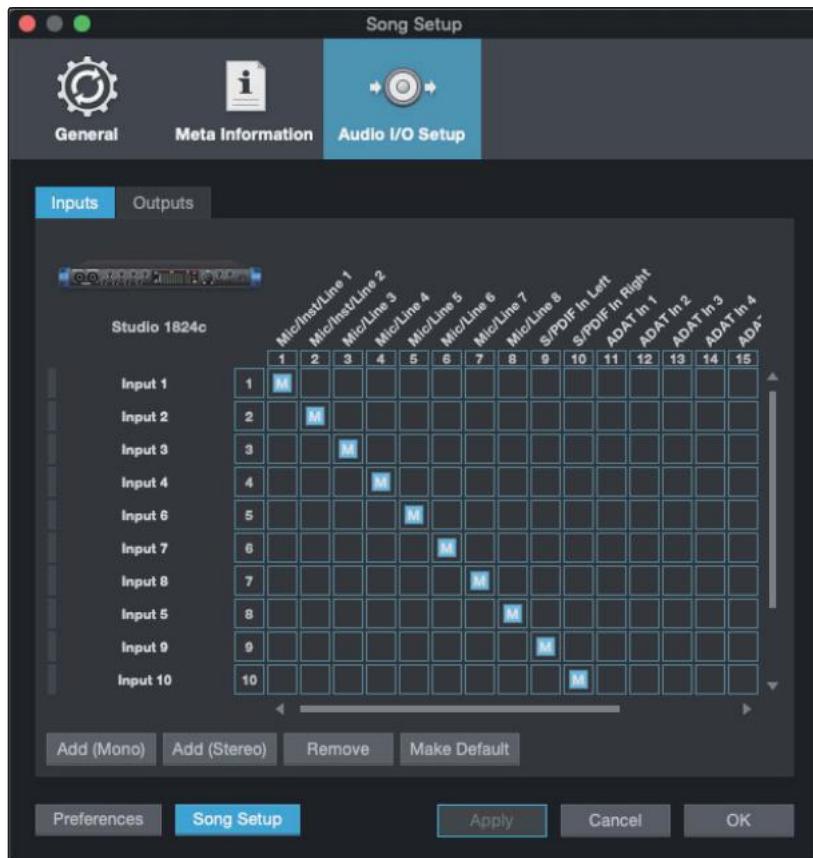 Song Setup
General
Meta Information
Audio I/O Setup
Inputs
Outputs
Studio 1824c
Mic/Inst/Line 1
Mic/Inst/Line 2
Mic/Line 3
Mic/Line 4
Mic/Line 5
Mic/Line 6
Mic/Line 7
Mic/Line 8
S/PDIF In Left
S/PDIF In Right
ADAT In 1
ADAT In 2
ADAT In 3
ADAT In 4
ADA
1 2 3 4 5 6 7 8 9 10 11 12 13 14 15
Input 1 1 M
Input 2 2 M
Input 3 3 M
Input 4 4 M
Input 6 5 M
Input 7 6 M
Input 8 7 M
Input 5 8 M
Input 9 9 M
Input 10 10 M
Add (Mono)
Add (Stereo)
Remove
Make Default
Preferences
Song Setup
Apply
Cancel
OK